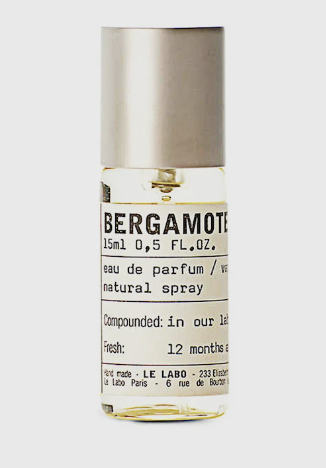 BERGAMOTE
15ml 0,5 FL.OZ.
eau de parfum /
natural spray
Compounded: in our
Fresh: 12 months
Hand made - LE LABO - 233
Le Labo Paris - 6 rue de